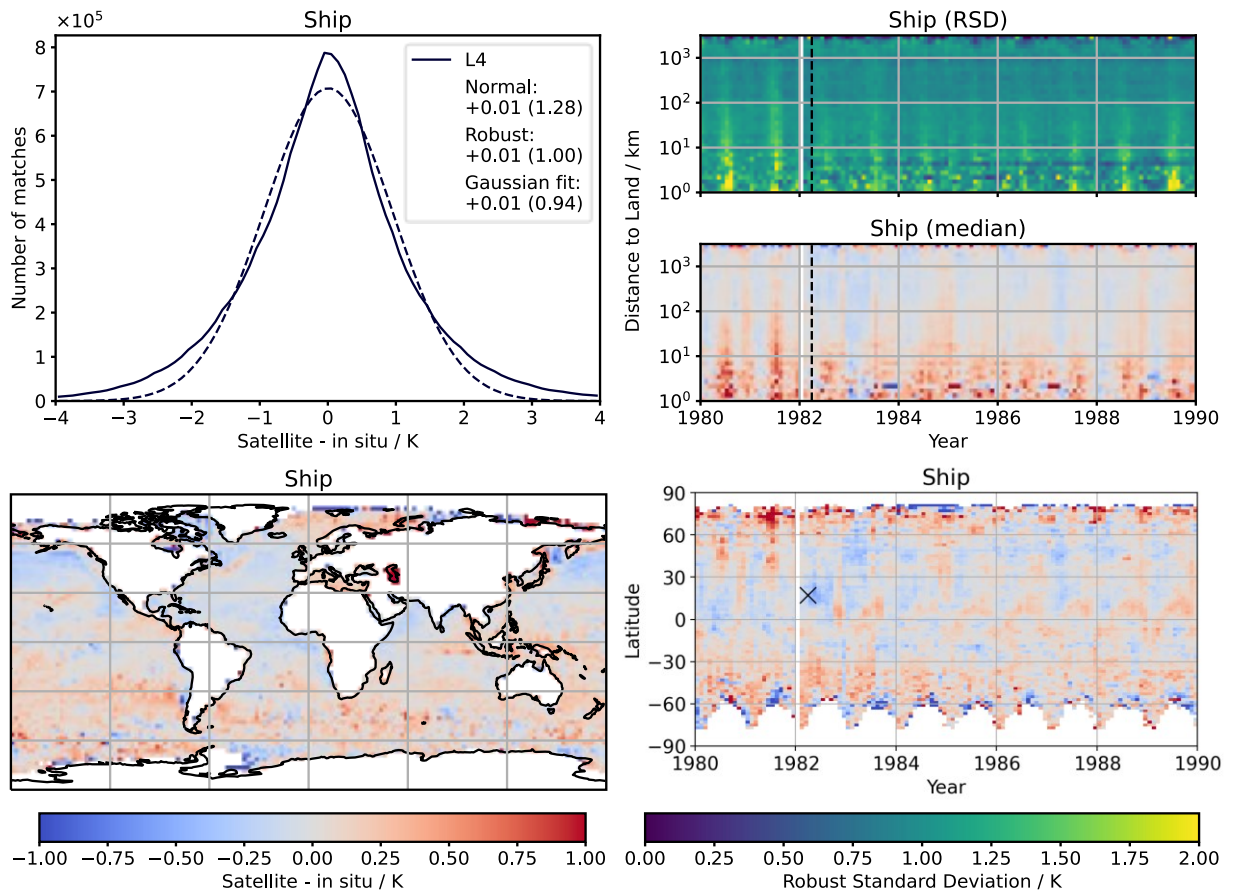 Ship
×10⁵
8
7
6
5
4
3
2
1
0
Number of matches
L4
Normal:
+0.01 (1.28)
Robust:
+0.01 (1.00)
Gaussian fit:
+0.01 (0.94)
−4 −3 −2 −1 0 1 2 3 4
Satellite - in situ / K
Ship (RSD)
10³
10²
10¹
10⁰
Distance to Land / km
Ship (median)
10³
10²
10¹
10⁰
1980 1982 1984 1986 1988 1990
Year
Ship
−1.00 −0.75 −0.50 −0.25 0.00 0.25 0.50 0.75 1.00
Satellite - in situ / K
Ship
90
60
30
0
−30
−60
−90
Latitude
1980 1982 1984 1986 1988 1990
Year
0.00 0.25 0.50 0.75 1.00 1.25 1.50 1.75 2.00
Robust Standard Deviation / K